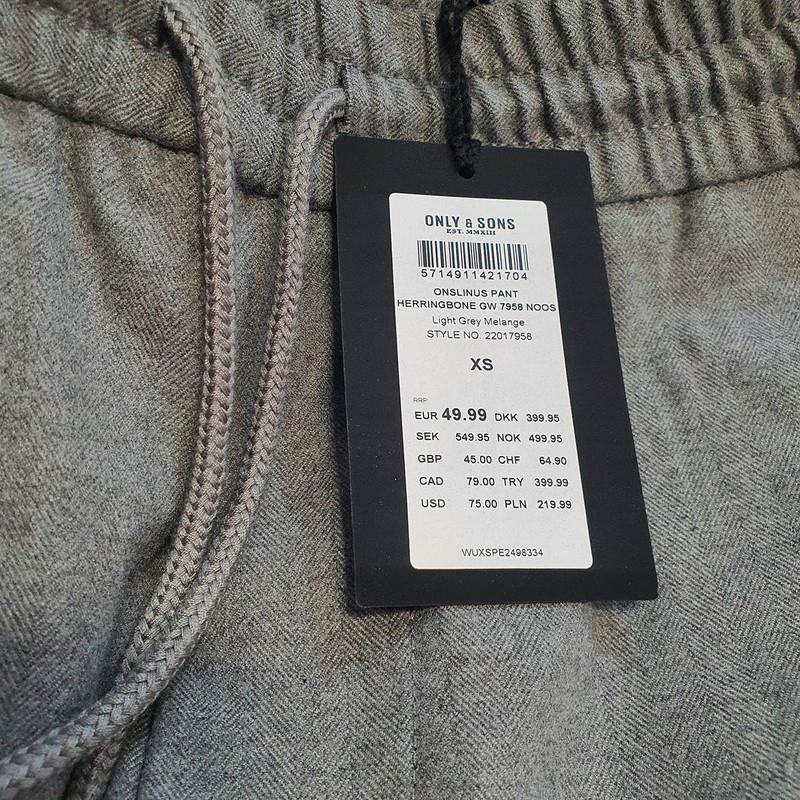 ONLY & SONS
EST. MMXIII
5714911421704
ONSLINUS PANT
HERRINGBONE GW 7958 NOOS
Light Grey Melange
STYLE NO. 22017958
XS
RRP
EUR 49.99 DKK 399.95
SEK 549.95 NOK 499.95
GBP 45.00 CHF 64.90
CAD 79.00 TRY 399.99
USD 75.00 PLN 219.99
WUXSPE2498334